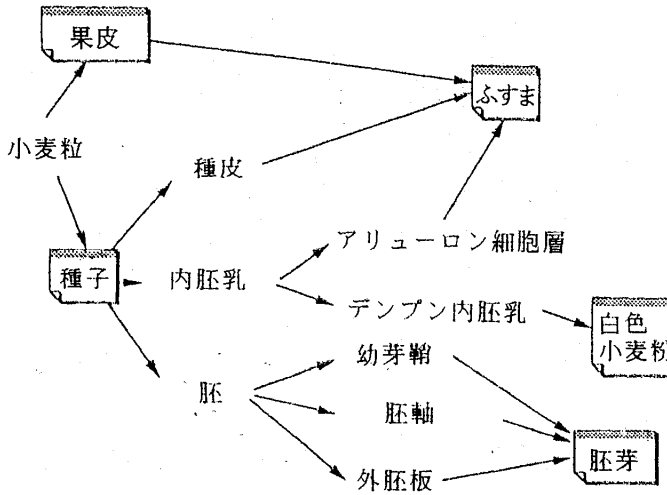 果皮
ふすま
小麦粒
種皮
アリューロン細胞層
種子
内胚乳
デンプン内胚乳
白色
小麦粉
幼芽鞘
胚
胚軸
胚芽
外胚板